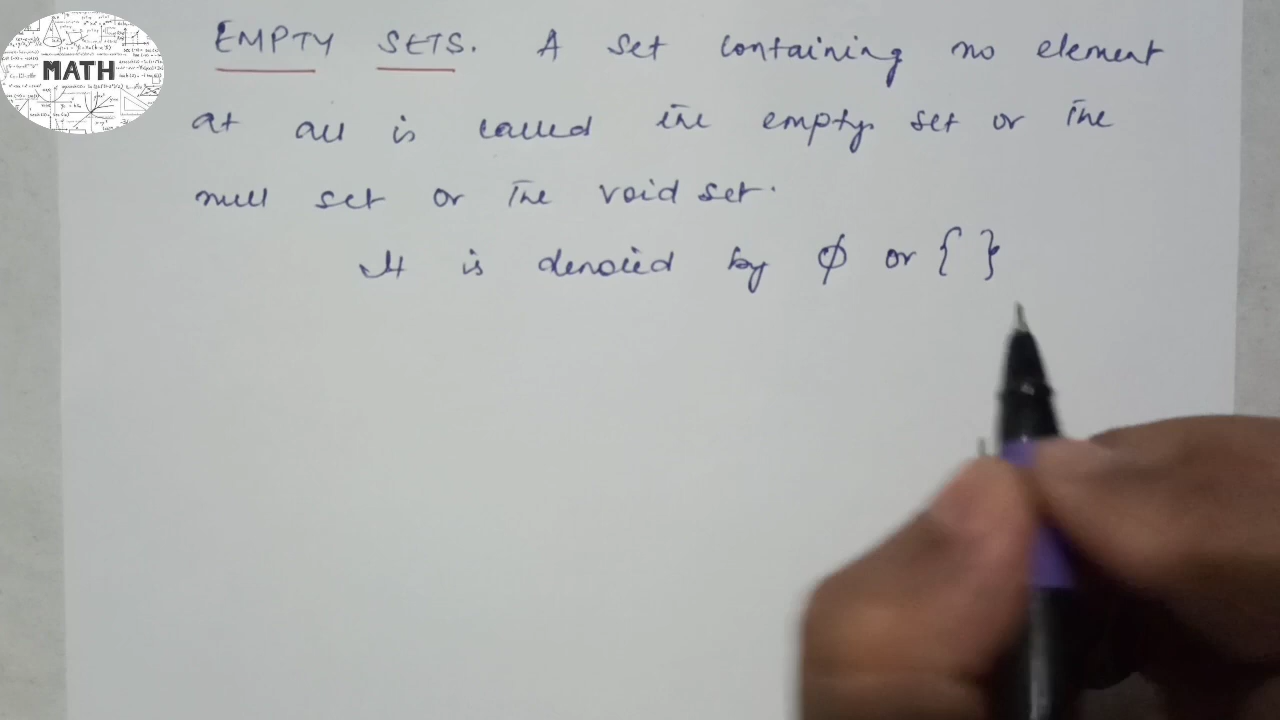 MATH
EMPTY SETS. A set containing no element
at all is called the empty set or the
null set or the void set.
It is denoted by ϕ or { }